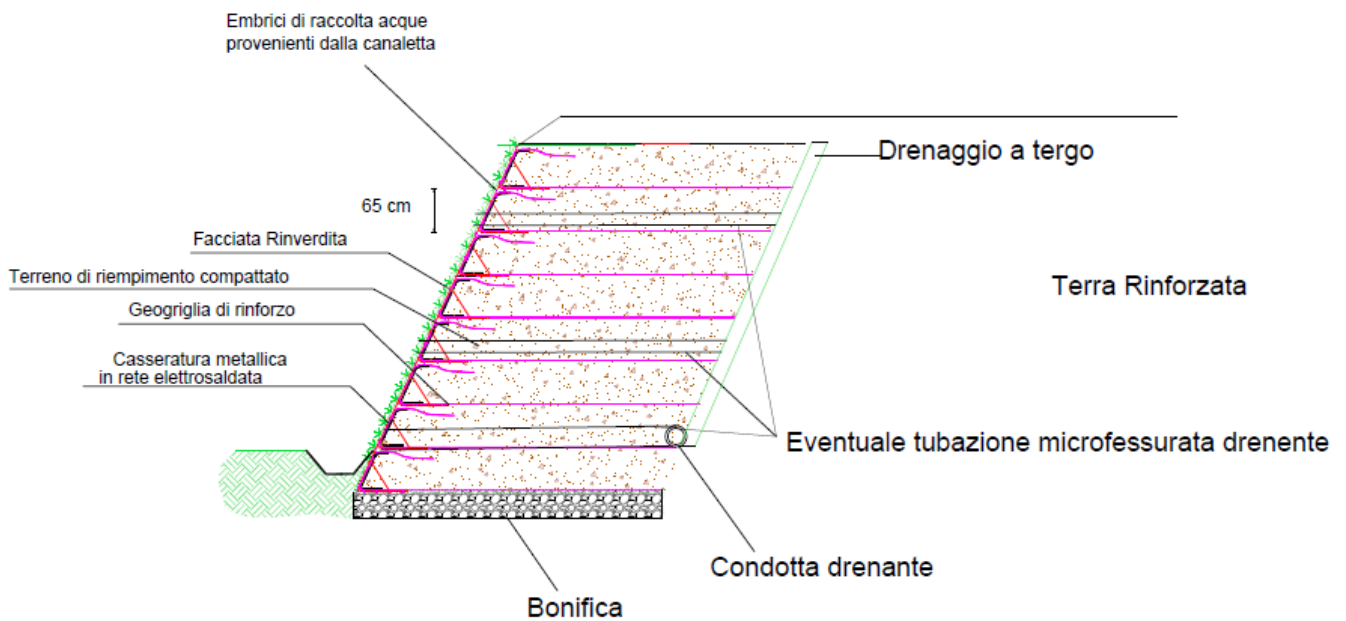 Embrici di raccolta acque
provenienti dalla canaletta
Drenaggio a tergo
65 cm
Facciata Rinverdita
Terreno di riempimento compattato
Terra Rinforzata
Geogriglia di rinforzo
Casseratura metallica
in rete elettrosaldata
Eventuale tubazione microfessurata drenente
Condotta drenante
Bonifica